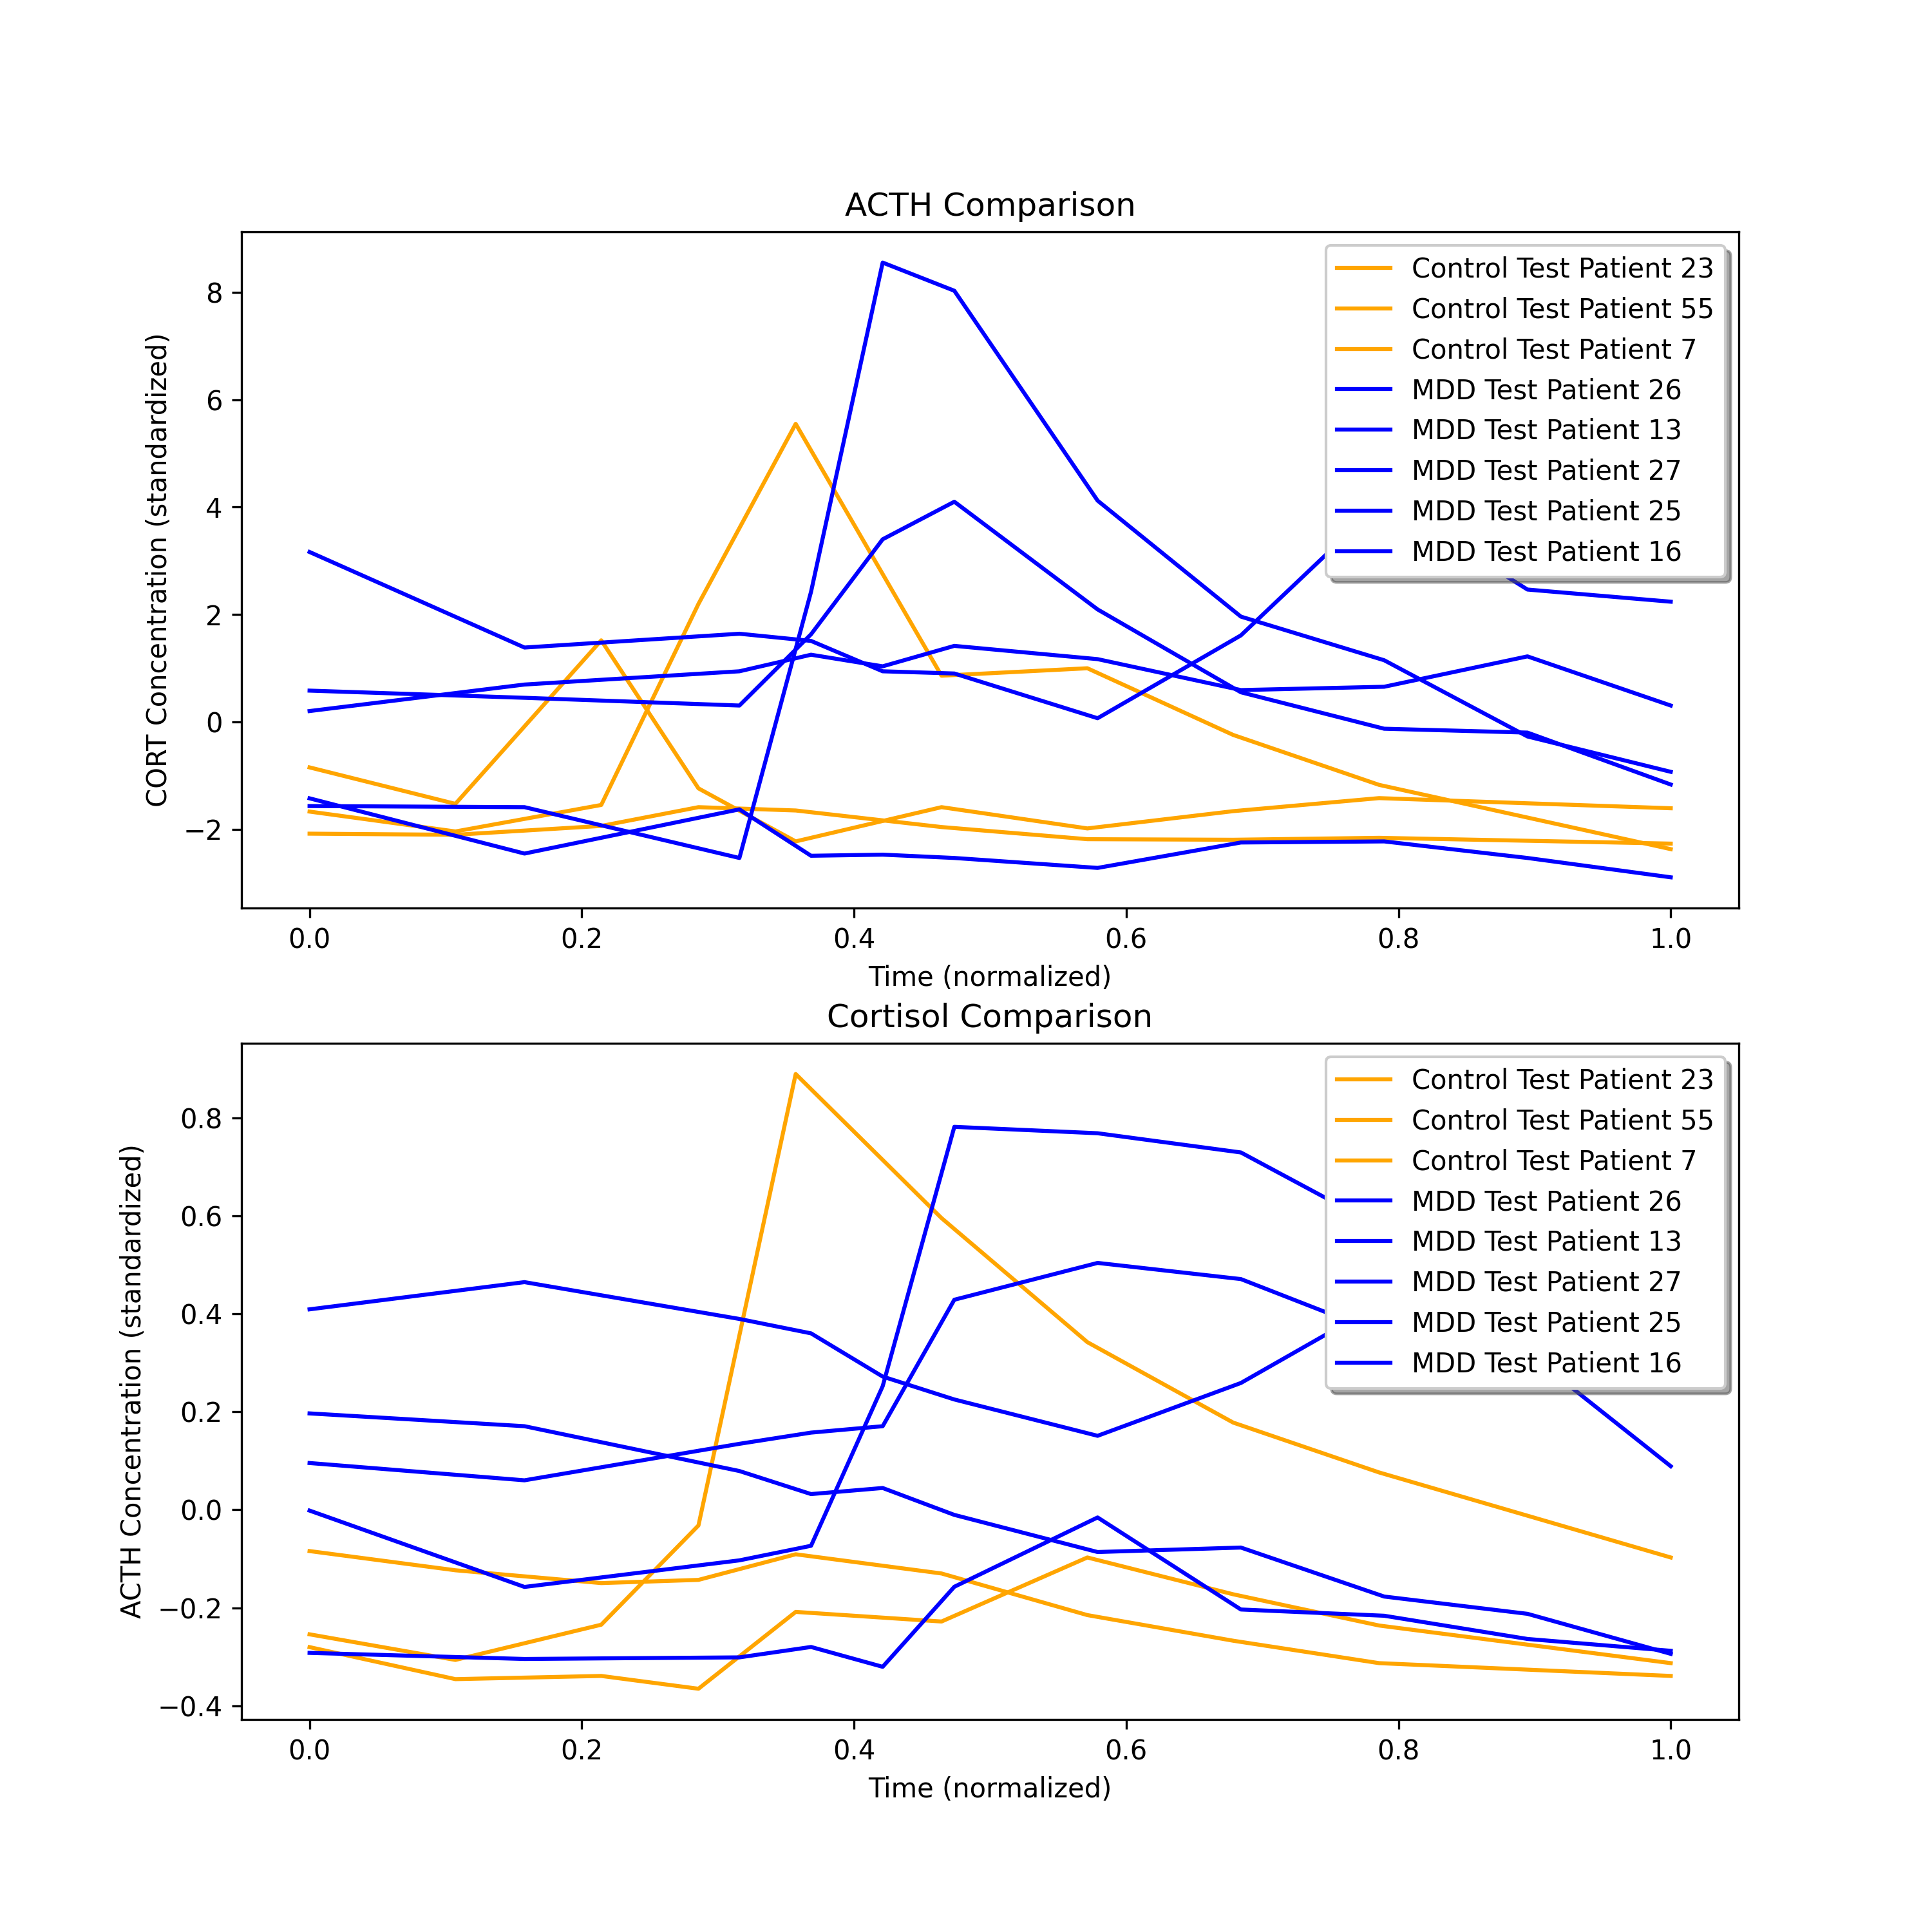 ACTH Comparison
CORT Concentration (standardized)
8
6
4
2
0
−2
Control Test Patient 23
Control Test Patient 55
Control Test Patient 7
MDD Test Patient 26
MDD Test Patient 13
MDD Test Patient 27
MDD Test Patient 25
MDD Test Patient 16
0.0 0.2 0.4 0.6 0.8 1.0
Time (normalized)
Cortisol Comparison
ACTH Concentration (standardized)
0.8
0.6
0.4
0.2
0.0
−0.2
−0.4
Control Test Patient 23
Control Test Patient 55
Control Test Patient 7
MDD Test Patient 26
MDD Test Patient 13
MDD Test Patient 27
MDD Test Patient 25
MDD Test Patient 16
0.0 0.2 0.4 0.6 0.8 1.0
Time (normalized)